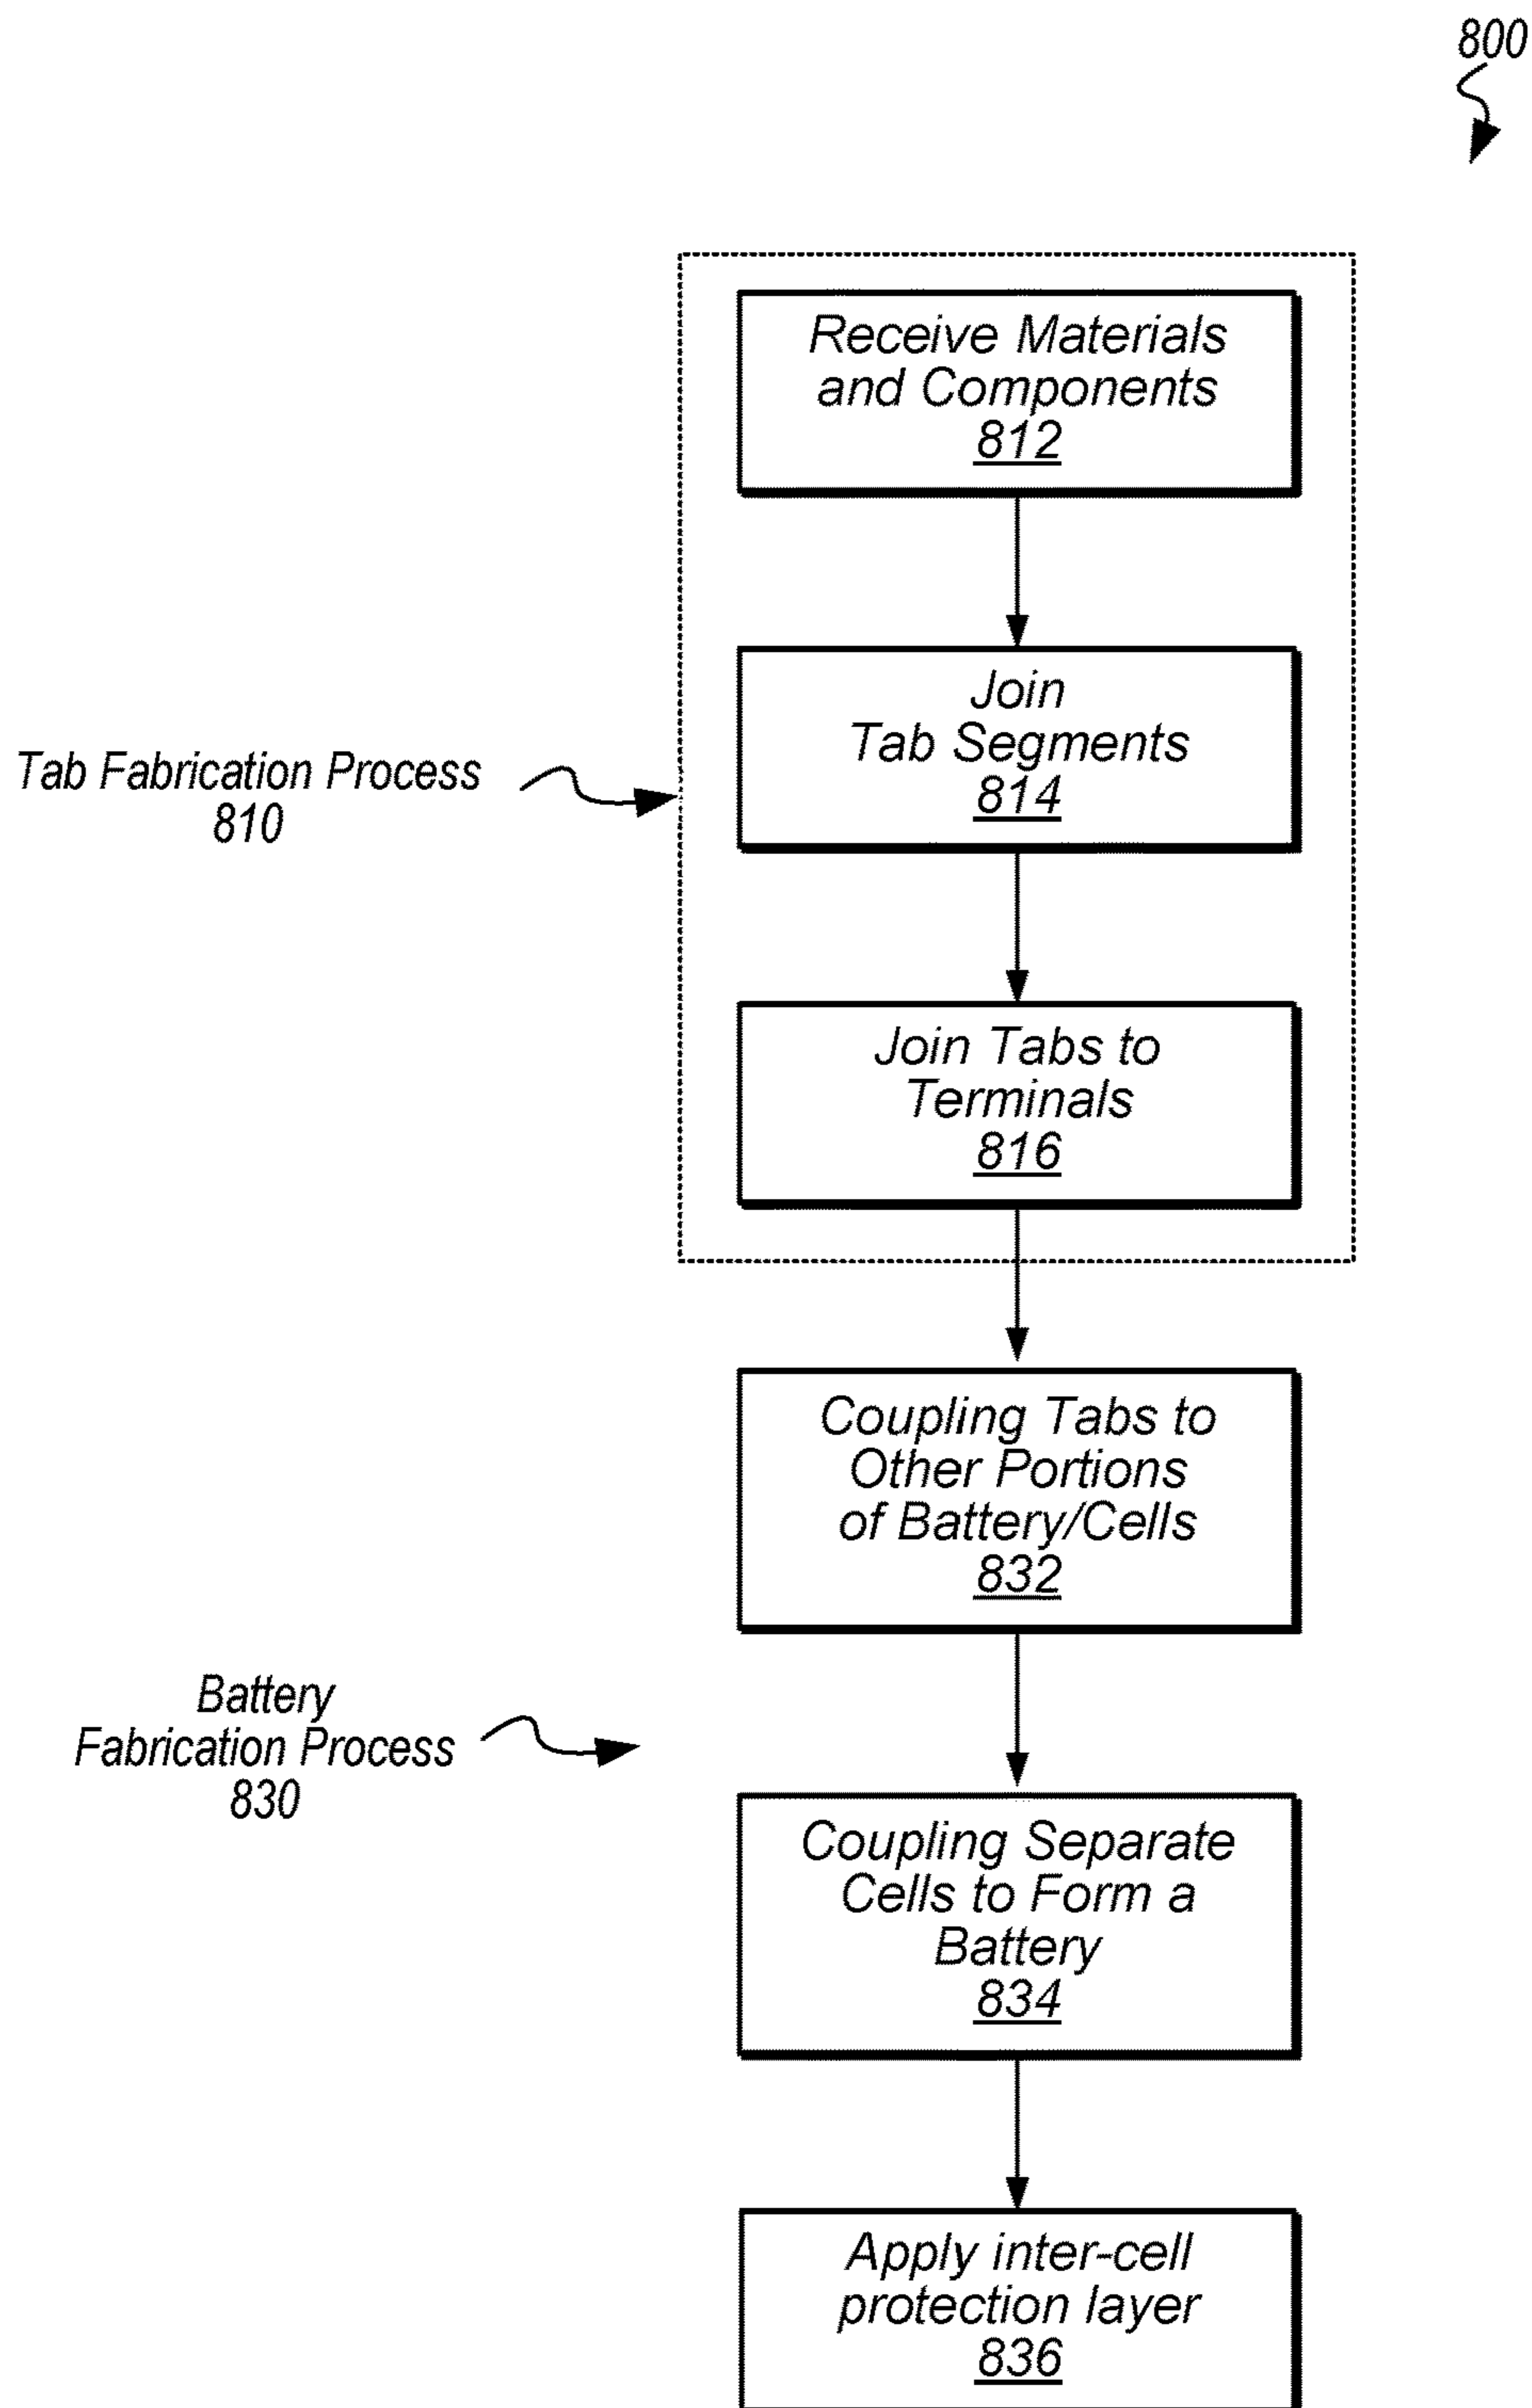 800
Receive Materials
and Components
812
Join
Tab Segments
814
Tab Fabrication Process
810
Join Tabs to
Terminals
816
Coupling Tabs to
Other Portions
of Battery/Cells
832
Battery
Fabrication Process
830
Coupling Separate
Cells to Form a
Battery
834
Apply inter-cell
protection layer
836